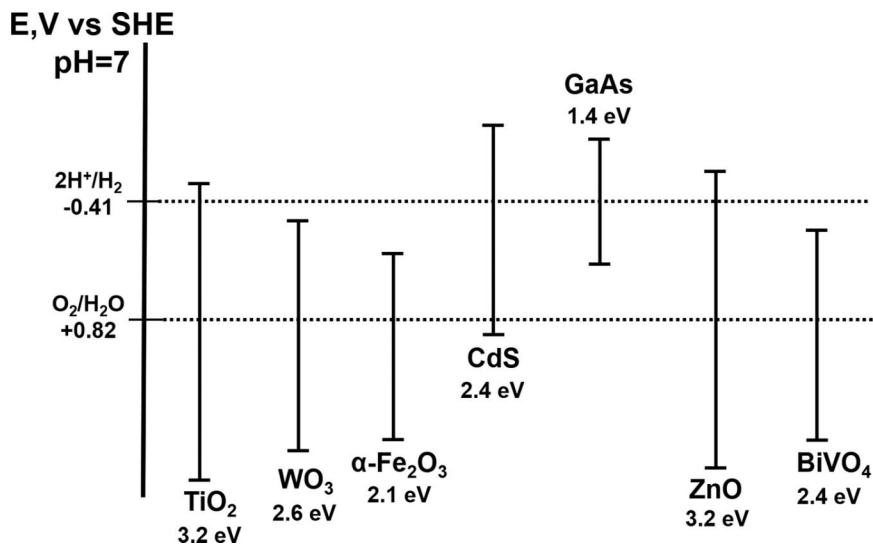 E,V vs SHE
pH=7
2H⁺/H₂
-0.41
O₂/H₂O
+0.82
TiO₂
3.2 eV
WO₃
2.6 eV
α-Fe₂O₃
2.1 eV
CdS
2.4 eV
GaAs
1.4 eV
ZnO
3.2 eV
BiVO₄
2.4 eV